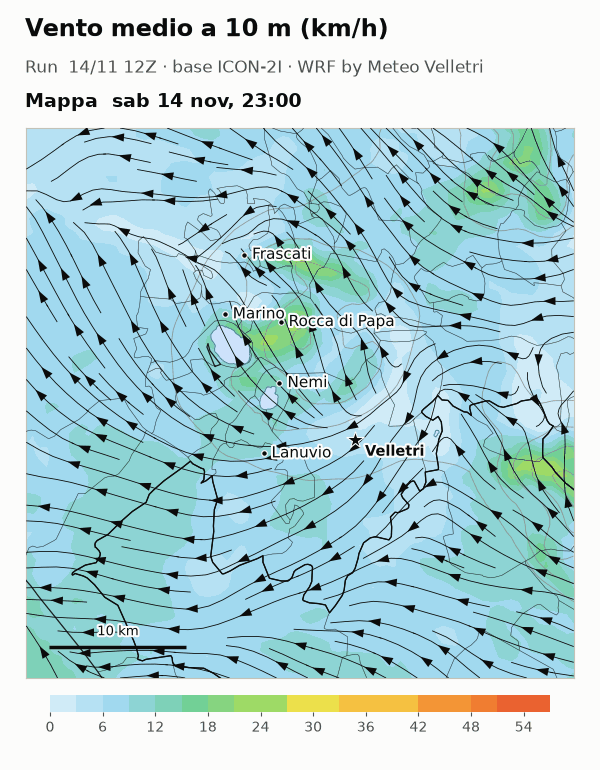 Vento medio a 10 m (km/h)
Run 14/11 12Z · base ICON-2I · WRF by Meteo Velletri
Mappa sab 14 nov, 23:00
Frascati
Marino
Rocca di Papa
Nemi
Velletri
Lanuvio
10 km
0 6 12 18 24 30 36 42 48 54